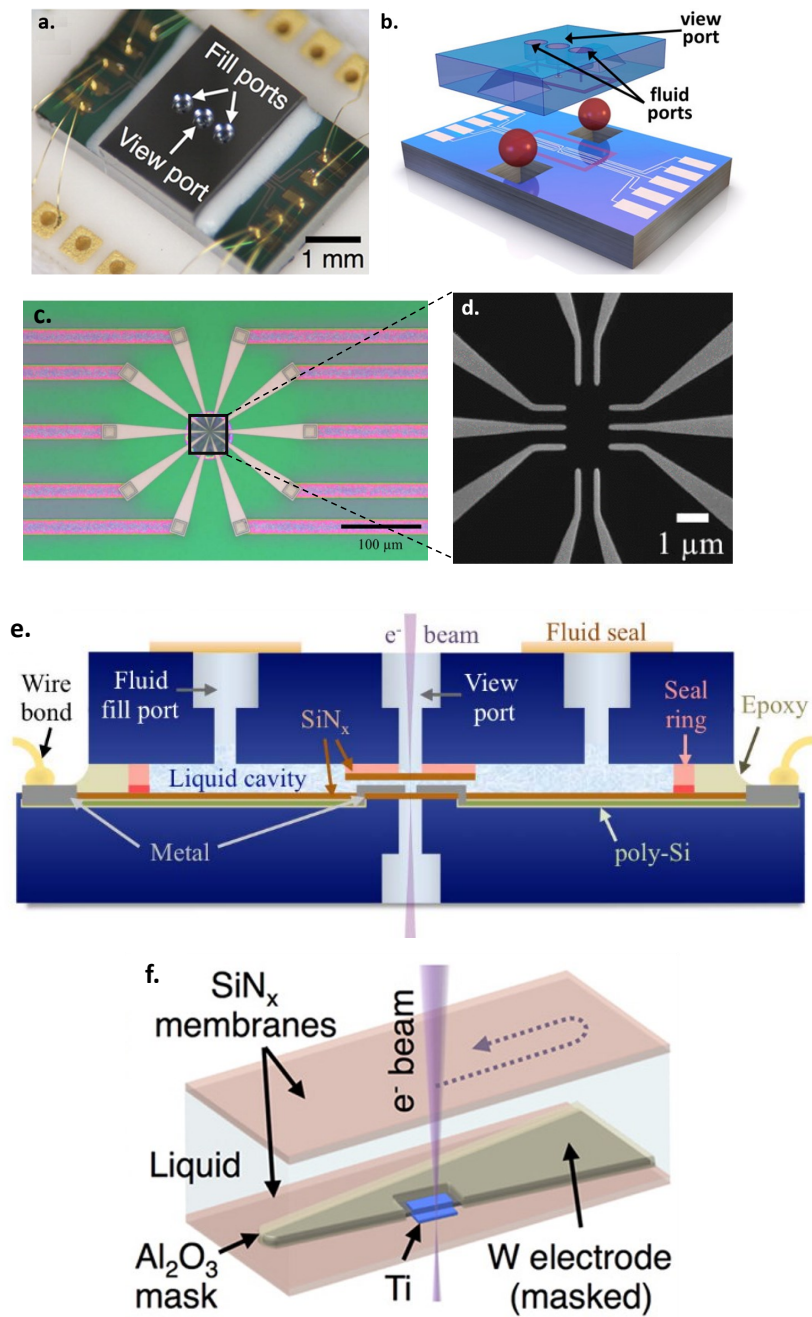 a.
Fill ports
View port
1 mm
b.
view
port
fluid
ports
c.
100 µm
d.
1 µm
e.
e⁻ beam
Fluid seal
Wire
bond
Fluid
fill port
SiNₓ
View
port
Seal
ring
Epoxy
Liquid cavity
Metal
poly-Si
f.
SiNₓ
membranes
e⁻ beam
Liquid
Al₂O₃
mask
Ti
W electrode
(masked)